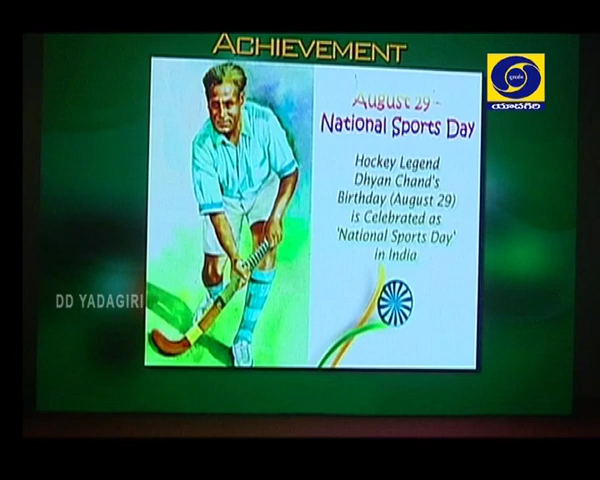 ACHIEVEMENT
August 29 -
National Sports Day
Hockey Legend
Dhyan Chand's
Birthday (August 29)
is Celebrated as
'National Sports Day'
in India
యాదగిరి
DD YADAGIRI